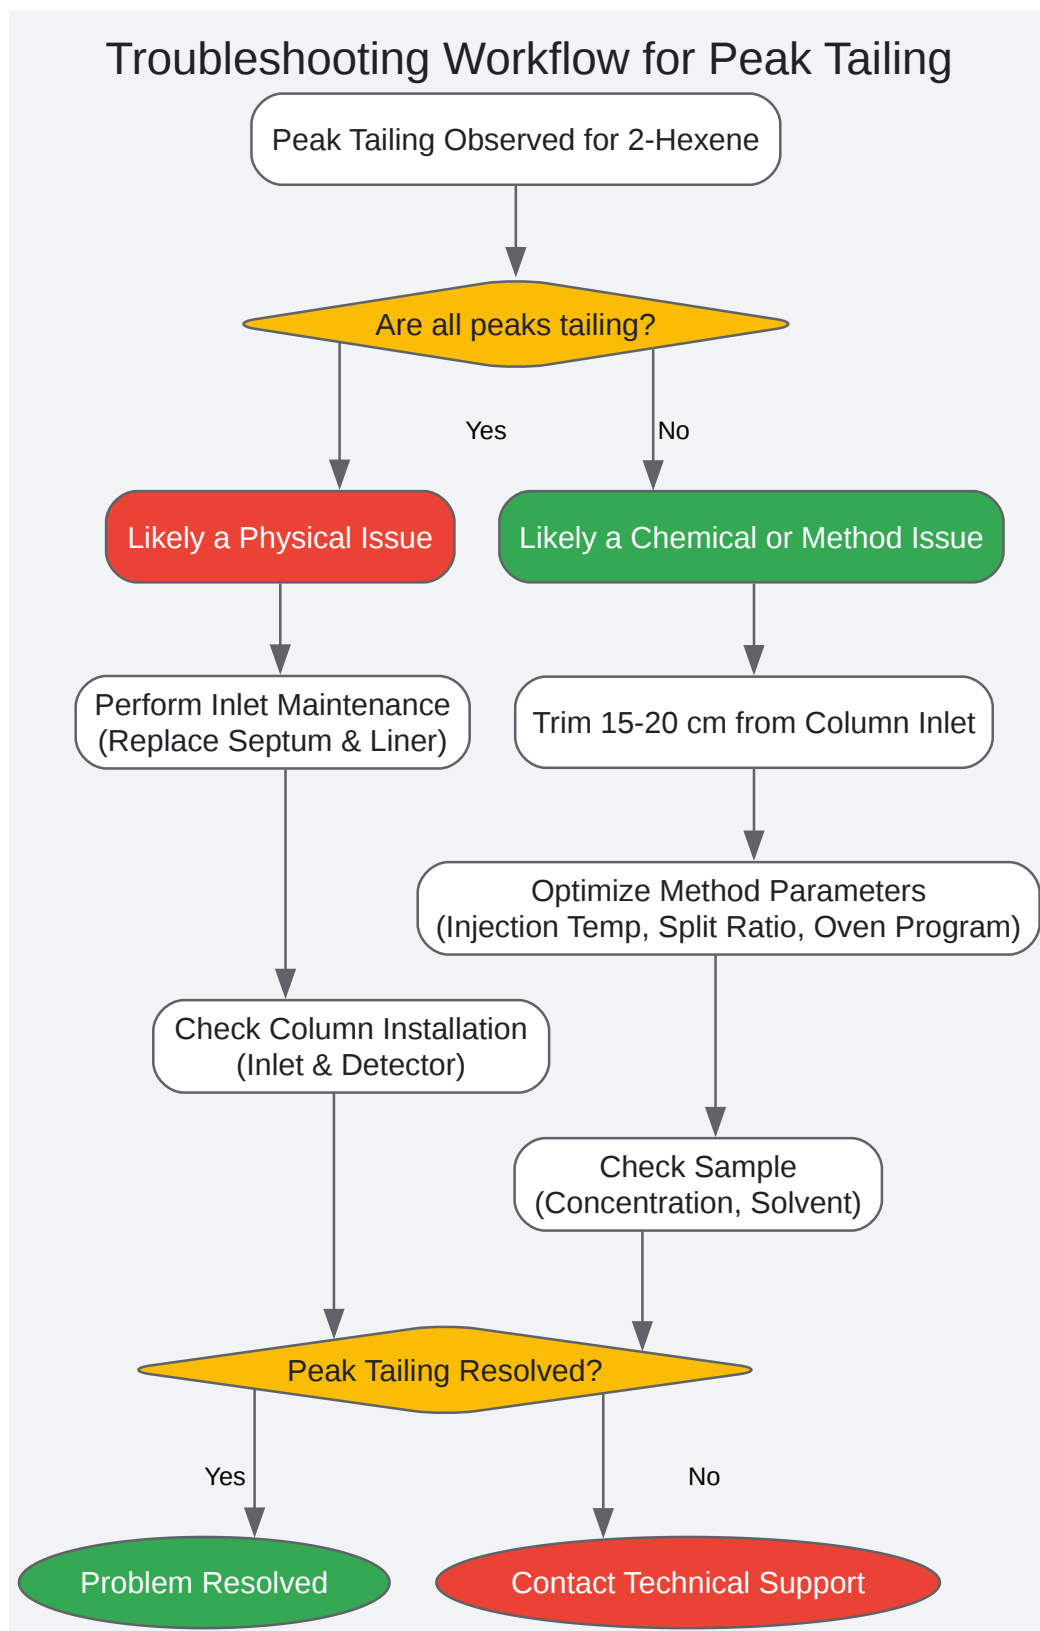 Troubleshooting Workflow for Peak Tailing
Peak Tailing Observed for 2-Hexene
Are all peaks tailing?
Yes
No
Likely a Physical Issue
Likely a Chemical or Method Issue
Perform Inlet Maintenance
(Replace Septum & Liner)
Trim 15-20 cm from Column Inlet
Optimize Method Parameters
(Injection Temp, Split Ratio, Oven Program)
Check Column Installation
(Inlet & Detector)
Check Sample
(Concentration, Solvent)
Peak Tailing Resolved?
Yes
No
Problem Resolved
Contact Technical Support